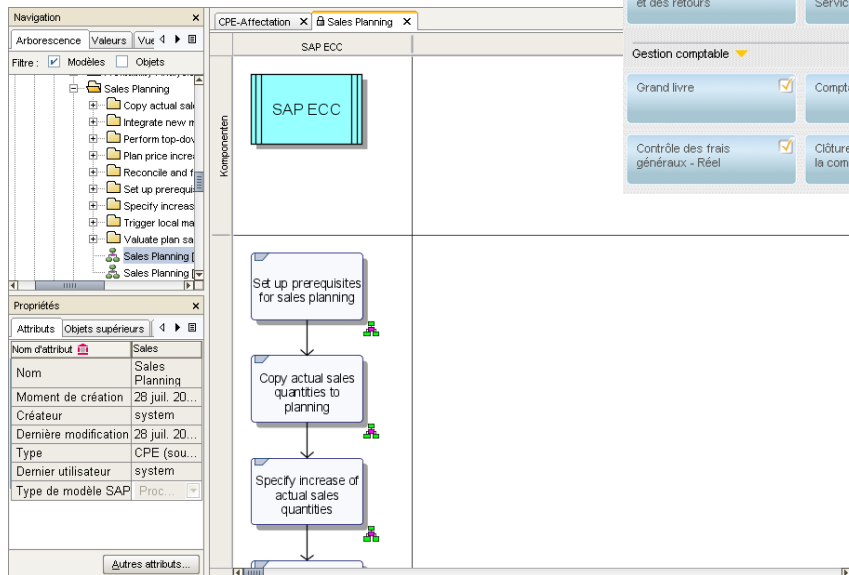 Navigation
Arborescence
Valeurs
Vue
Filtre :
Modèles
Objets
Sales Planning
Copy actual sale
Integrate new m
Perform top-dov
Plan price increa
Reconcile and f
Set up prerequis
Specify increas
Trigger local ma
Valuate plan sa
Sales Planning [
Sales Planning [
Propriétés
Attributs
Objets supérieurs
Nom d'attribut
Sales
Nom
Sales
Planning
Moment de création
28 juil. 20...
Créateur
system
Dernière modification
28 juil. 20...
Type
CPE (sou...
Dernier utilisateur
system
Type de modèle SAP
Proc...
Autres attributs...
CPE-Affectation
Sales Planning
SAP ECC
Komponenten
SAP ECC
Set up prerequisites
for sales planning
Copy actual sales
quantities to
planning
Specify increase of
actual sales
quantities
et des retours
Servic
Gestion comptable
Grand livre
Compta
Contrôle des frais
généraux - Réel
Clôture
la com